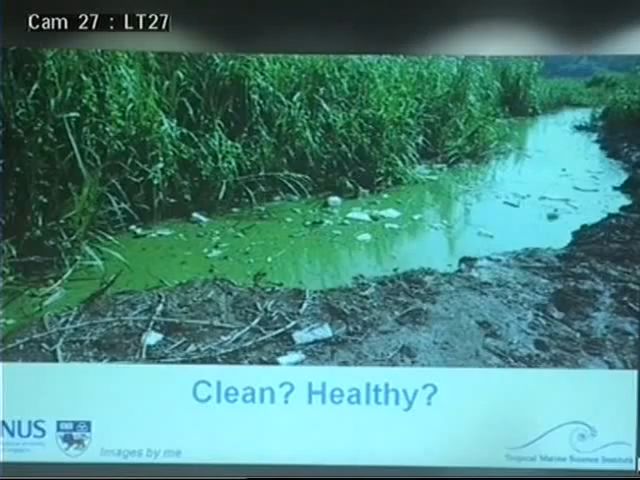 Cam 27 : LT27
Clean? Healthy?
NUS
Images by me
Tropical Marine Science Institute